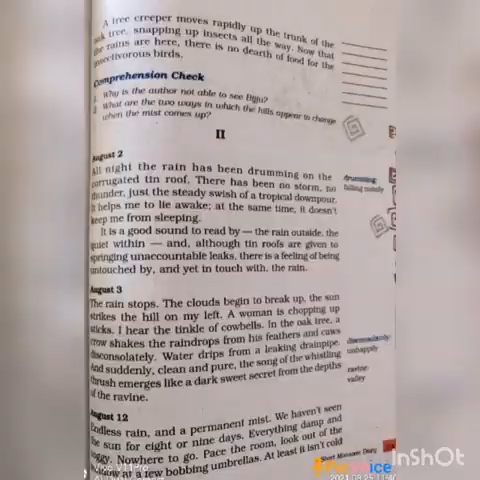 A tree creeper moves rapidly up the trunk of the
oak tree, snapping up insects all the way. Now that
the rains are here, there is no dearth of food for the
insectivorous birds.
Comprehension Check
1. Why is the author not able to see Bijju?
2. What are the two ways in which the hills appear to change
when the mist comes up?
II
August 2
All night the rain has been drumming on the
corrugated tin roof. There has been no storm, no
thunder, just the steady swish of a tropical downpour.
It helps me to lie awake; at the same time, it doesn't
keep me from sleeping.
It is a good sound to read by — the rain outside, the
quiet within — and, although tin roofs are given to
springing unaccountable leaks, there is a feeling of being
untouched by, and yet in touch with, the rain.
drumming:
falling noisily
August 3
The rain stops. The clouds begin to break up, the sun
strikes the hill on my left. A woman is chopping up
sticks. I hear the tinkle of cowbells. In the oak tree, a
crow shakes the raindrops from his feathers and caws
disconsolately. Water drips from a leaking drainpipe.
And suddenly, clean and pure, the song of the whistling
thrush emerges like a dark sweet secret from the depths
of the ravine.
disconsolately:
unhappily
ravine:
valley
August 12
Endless rain, and a permanent mist. We haven't seen
the sun for eight or nine days. Everything damp and
soggy. Nowhere to go. Pace the room, look out of the
window at a few bobbing umbrellas. At least it isn't cold
Monsoon Diary
Vivo V11Pro
InShOt
2021.08.25